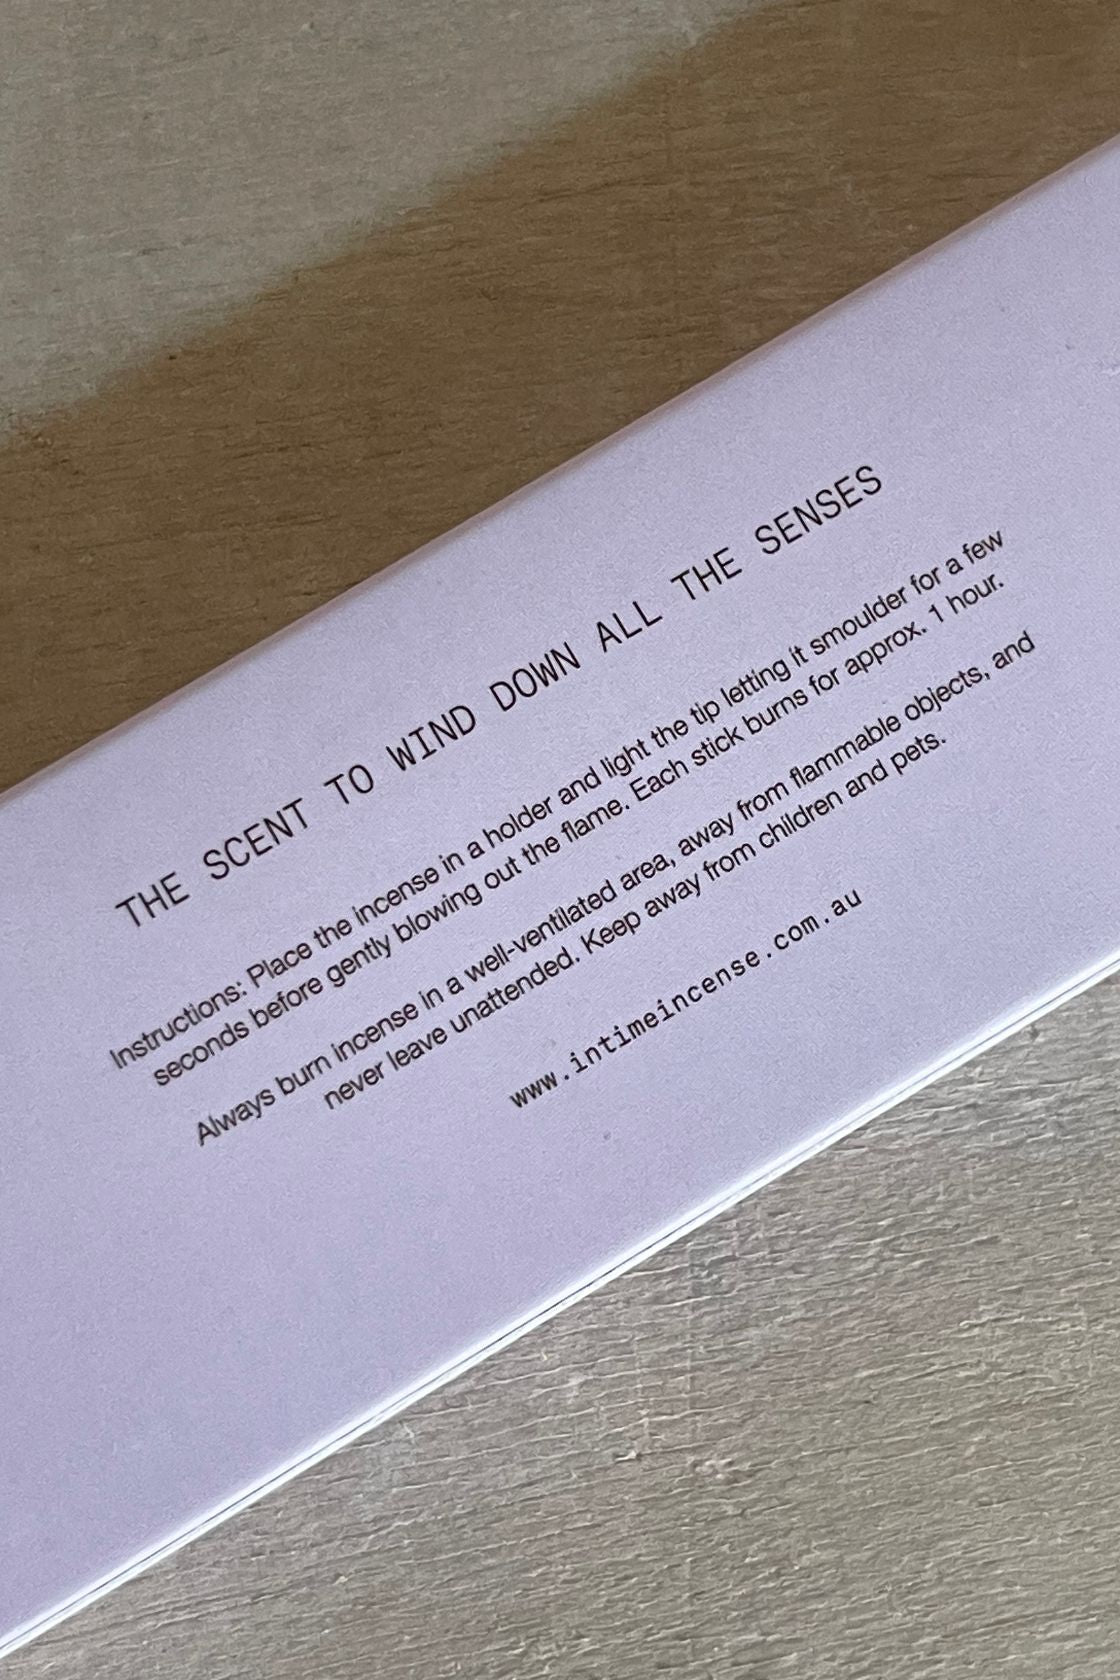 THE SCENT TO WIND DOWN ALL THE SENSES
Instructions: Place the incense in a holder and light the tip letting it smoulder for a few
seconds before gently blowing out the flame. Each stick burns for approx. 1 hour.
Always burn incense in a well-ventilated area, away from flammable objects, and
never leave unattended. Keep away from children and pets.
www.intimeincense.com.au